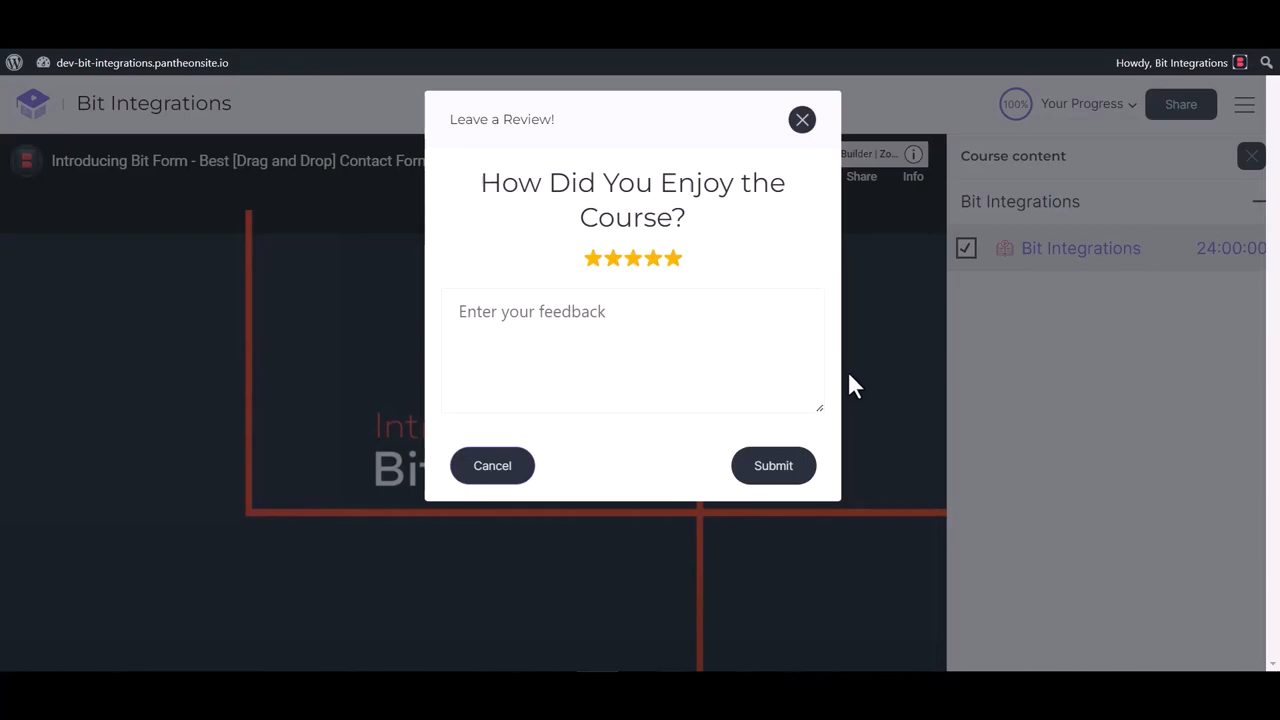 dev-bit-integrations.pantheonsite.io
Howdy, Bit Integrations
Bit Integrations
100%
Your Progress
Share
Leave a Review!
Introducing Bit Form - Best [Drag and Drop] Contact Form
Builder | Zo...
Share
Info
Course content
How Did You Enjoy the
Course?
Bit Integrations
Bit Integrations
24:00:00
Enter your feedback
Int
Bi
Cancel
Submit